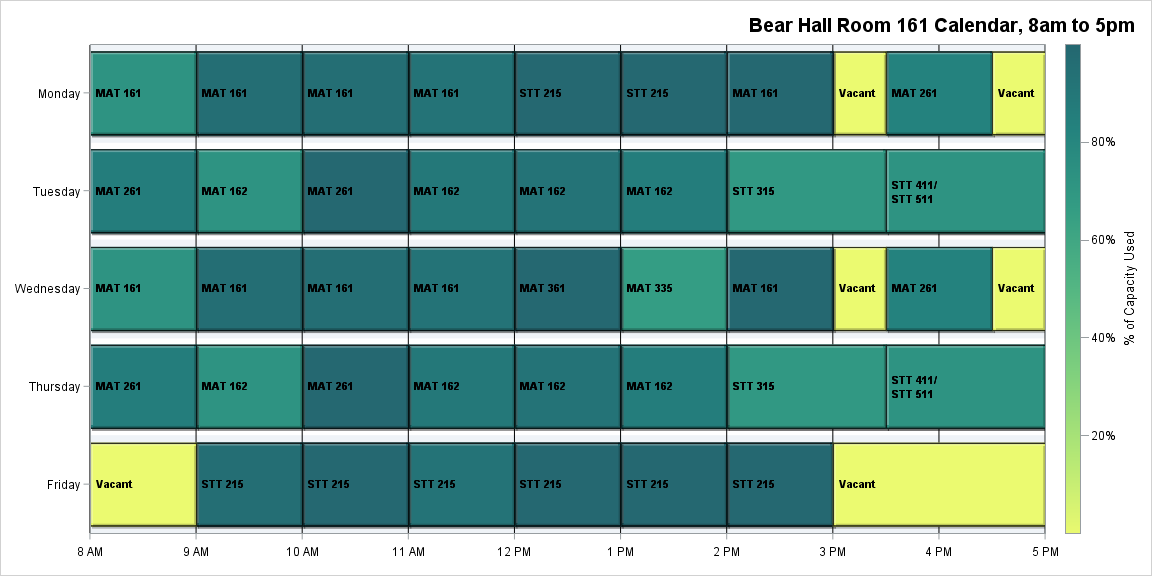 Bear Hall Room 161 Calendar, 8am to 5pm
Monday
MAT 161
MAT 161
MAT 161
MAT 161
STT 215
STT 215
MAT 161
Vacant
MAT 261
Vacant
Tuesday
MAT 261
MAT 162
MAT 261
MAT 162
MAT 162
MAT 162
STT 315
STT 411/
STT 511
Wednesday
MAT 161
MAT 161
MAT 161
MAT 161
MAT 361
MAT 335
MAT 161
Vacant
MAT 261
Vacant
Thursday
MAT 261
MAT 162
MAT 261
MAT 162
MAT 162
MAT 162
STT 315
STT 411/
STT 511
Friday
Vacant
STT 215
STT 215
STT 215
STT 215
STT 215
STT 215
Vacant
8 AM
9 AM
10 AM
11 AM
12 PM
1 PM
2 PM
3 PM
4 PM
5 PM
80%
60%
40%
20%
% of Capacity Used